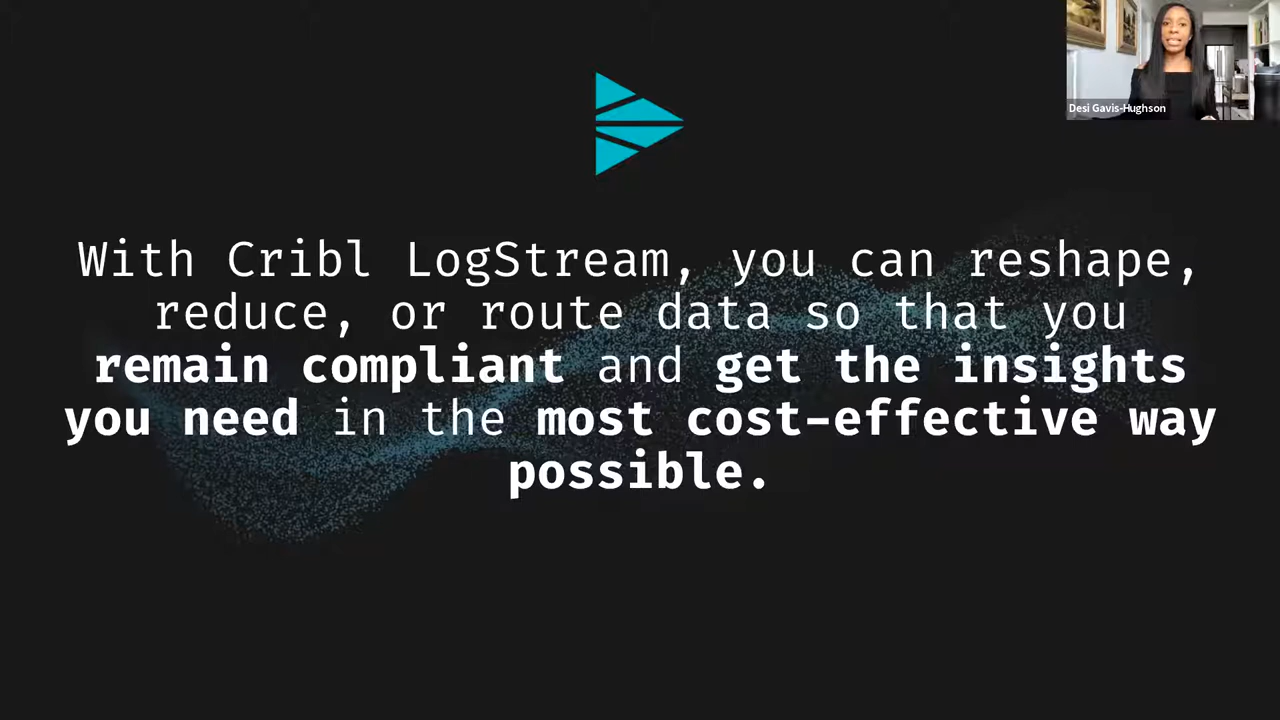 Desi Gavis-Hughson
With Cribl LogStream, you can reshape,
reduce, or route data so that you
remain compliant and get the insights
you need in the most cost-effective way
possible.